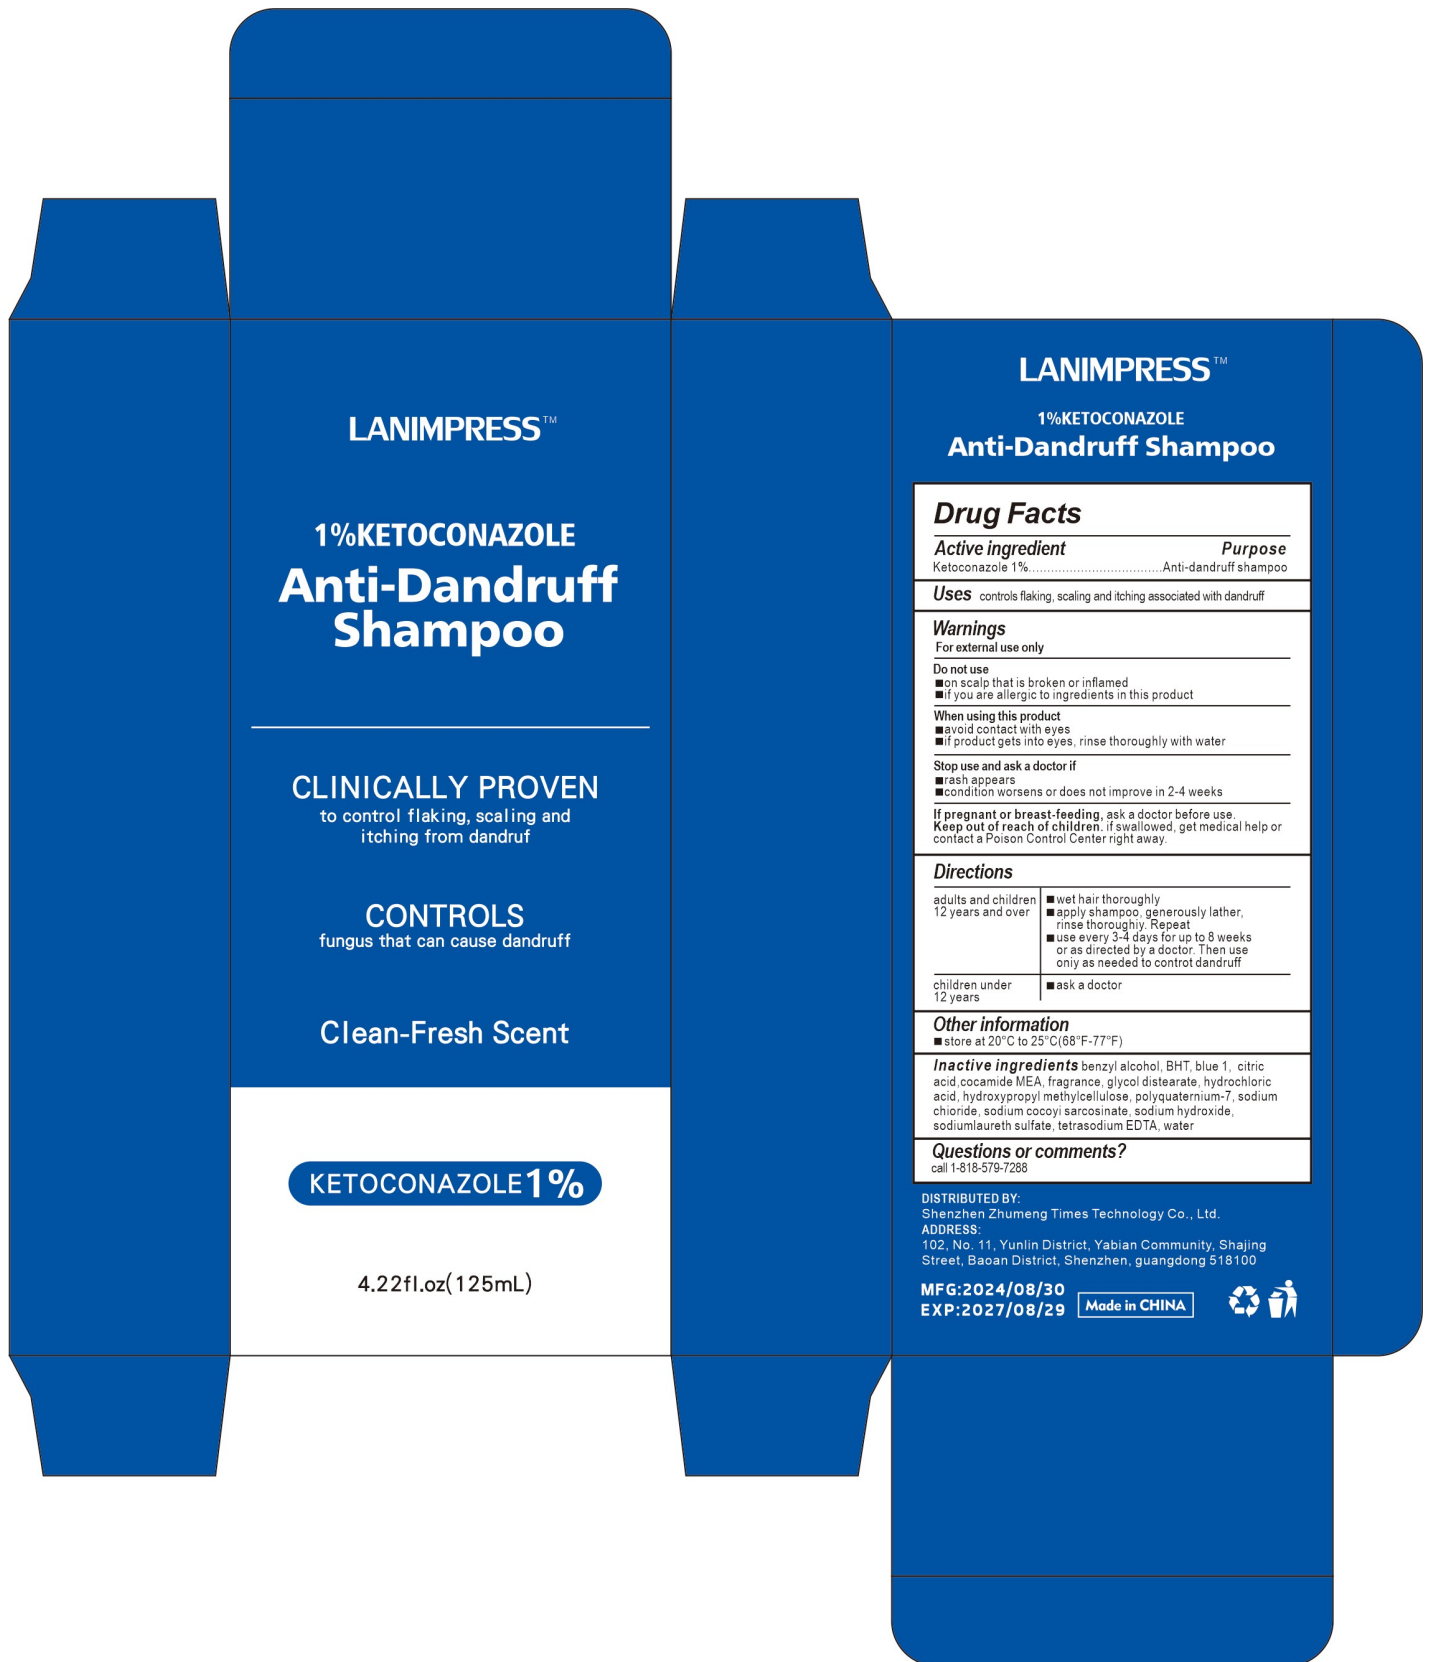 LANIMPRESS™
1%KETOCONAZOLE
Anti-Dandruff
Shampoo
CLINICALLY PROVEN
to control flaking, scaling and
itching from dandruf
CONTROLS
fungus that can cause dandruff
Clean-Fresh Scent
KETOCONAZOLE1%
4.22fl.oz(125mL)
LANIMPRESS™
1%KETOCONAZOLE
Anti-Dandruff Shampoo
Drug Facts
Active ingredient Purpose
Ketoconazole 1%....................................Anti-dandruff shampoo
Uses controls flaking, scaling and itching associated with dandruff
Warnings
For external use only
Do not use
■on scalp that is broken or inflamed
■if you are allergic to ingredients in this product
When using this product
■avoid contact with eyes
■if product gets into eyes, rinse thoroughly with water
Stop use and ask a doctor if
■rash appears
■condition worsens or does not improve in 2-4 weeks
If pregnant or breast-feeding, ask a doctor before use.
Keep out of reach of children. if swallowed, get medical help or
contact a Poison Control Center right away.
Directions
adults and children
12 years and over
■ wet hair thoroughly
■ apply shampoo, generously lather,
rinse thoroughiy. Repeat
■ use every 3-4 days for up to 8 weeks
or as directed by a doctor. Then use
oniy as needed to controt dandruff
children under
12 years
■ ask a doctor
Other information
■ store at 20°C to 25°C(68°F-77°F)
Inactive ingredients benzyl alcohol, BHT, blue 1, citric
acid,cocamide MEA, fragrance, glycol distearate, hydrochloric
acid, hydroxypropyl methylcellulose, polyquaternium-7, sodium
chioride, sodium cocoyi sarcosinate, sodium hydroxide,
sodiumlaureth sulfate, tetrasodium EDTA, water
Questions or comments?
call 1-818-579-7288
DISTRIBUTED BY:
Shenzhen Zhumeng Times Technology Co., Ltd.
ADDRESS:
102, No. 11, Yunlin District, Yabian Community, Shajing
Street, Baoan District, Shenzhen, guangdong 518100
MFG:2024/08/30
EXP:2027/08/29
Made in CHINA